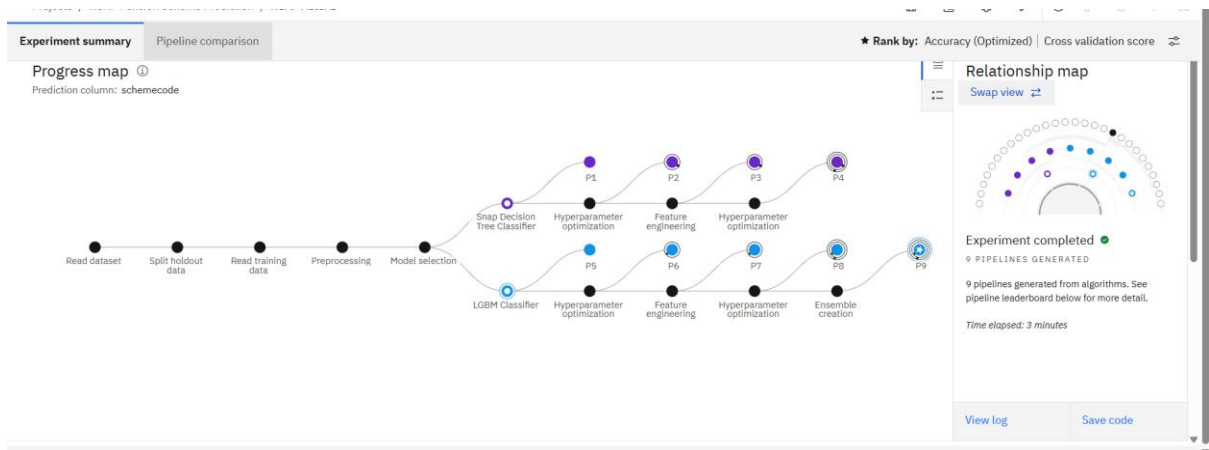 Experiment summary
Pipeline comparison
Rank by: Accuracy (Optimized) | Cross validation score
Progress map
Prediction column: schemecode
Relationship map
Swap view
P1
P2
P3
P4
Snap Decision
Tree Classifier
Hyperparameter
optimization
Feature
engineering
Hyperparameter
optimization
Read dataset
Split holdout
data
Read training
data
Preprocessing
Model selection
P5
P6
P7
P8
P9
LGBM Classifier
Hyperparameter
optimization
Feature
engineering
Hyperparameter
optimization
Ensemble
creation
Experiment completed
9 PIPELINES GENERATED
9 pipelines generated from algorithms. See
pipeline leaderboard below for more detail.
Time elapsed: 3 minutes
View log
Save code